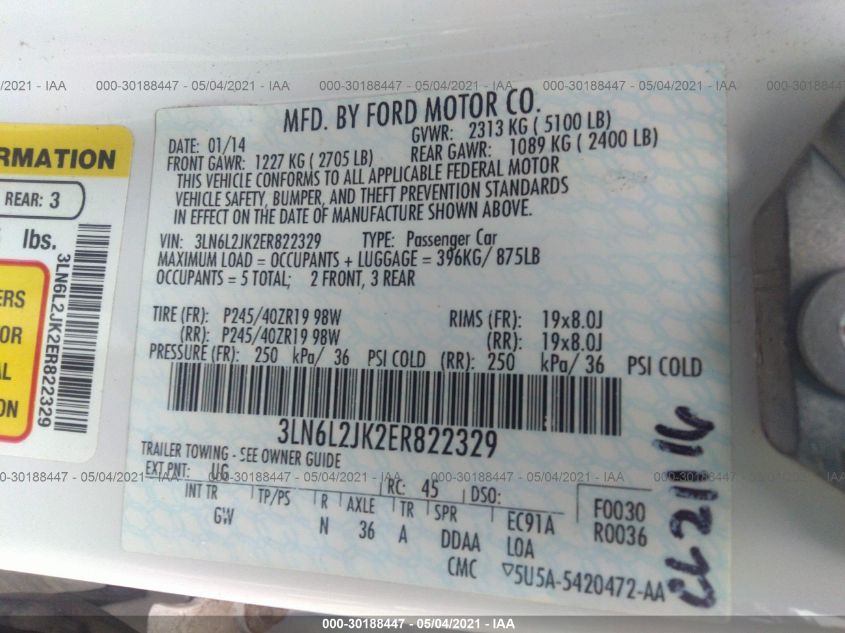 000-30188447 - 05/04/2021 - IAA
MFD. BY FORD MOTOR CO.
DATE: 01/14 GVWR: 2313 KG ( 5100 LB)
FRONT GAWR: 1227 KG ( 2705 LB) REAR GAWR: 1089 KG ( 2400 LB)
THIS VEHICLE CONFORMS TO ALL APPLICABLE FEDERAL MOTOR
VEHICLE SAFETY, BUMPER, AND THEFT PREVENTION STANDARDS
IN EFFECT ON THE DATE OF MANUFACTURE SHOWN ABOVE.
VIN: 3LN6L2JK2ER822329 TYPE: Passenger Car
MAXIMUM LOAD = OCCUPANTS + LUGGAGE = 396KG/ 875LB
OCCUPANTS = 5 TOTAL; 2 FRONT, 3 REAR
TIRE (FR): P245/40ZR19 98W RIMS (FR): 19x8.0J
(RR): P245/40ZR19 98W (RR): 19x8.0J
PRESSURE (FR): 250 kPa/ 36 PSI COLD (RR): 250 kPa/ 36 PSI COLD
3LN6L2JK2ER822329
TRAILER TOWING - SEE OWNER GUIDE
EXT PNT: UG RC: 45 DSO:
INT TR TP/PS R AXLE TR SPR EC91A F0030
GW N 36 A DDAA LOA R0036
CMC ▽5U5A-5420472-AA
REAR: 3
lbs.
3LN6L2JK2ER822329
000-30188447 - 05/04/2021 - IAA
000-30188447 - 05/04/2021 - IAA